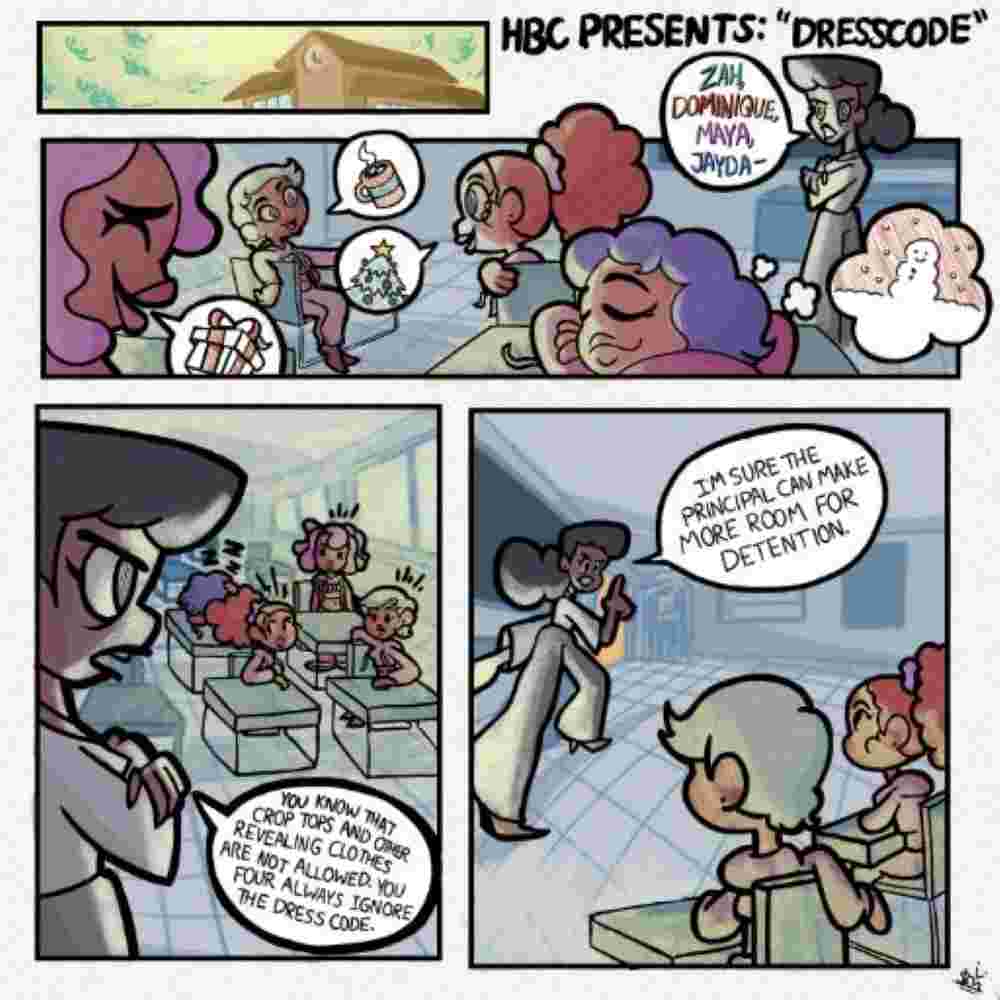 HBC PRESENTS: "DRESSCODE"
ZAH,
DOMINIQUE,
MAYA,
JAYDA-
YOU KNOW THAT
CROP TOPS AND OTHER
REVEALING CLOTHES
ARE NOT ALLOWED. YOU
FOUR ALWAYS IGNORE
THE DRESS CODE.
IM SURE THE
PRINCIPAL CAN MAKE
MORE ROOM FOR
DETENTION.